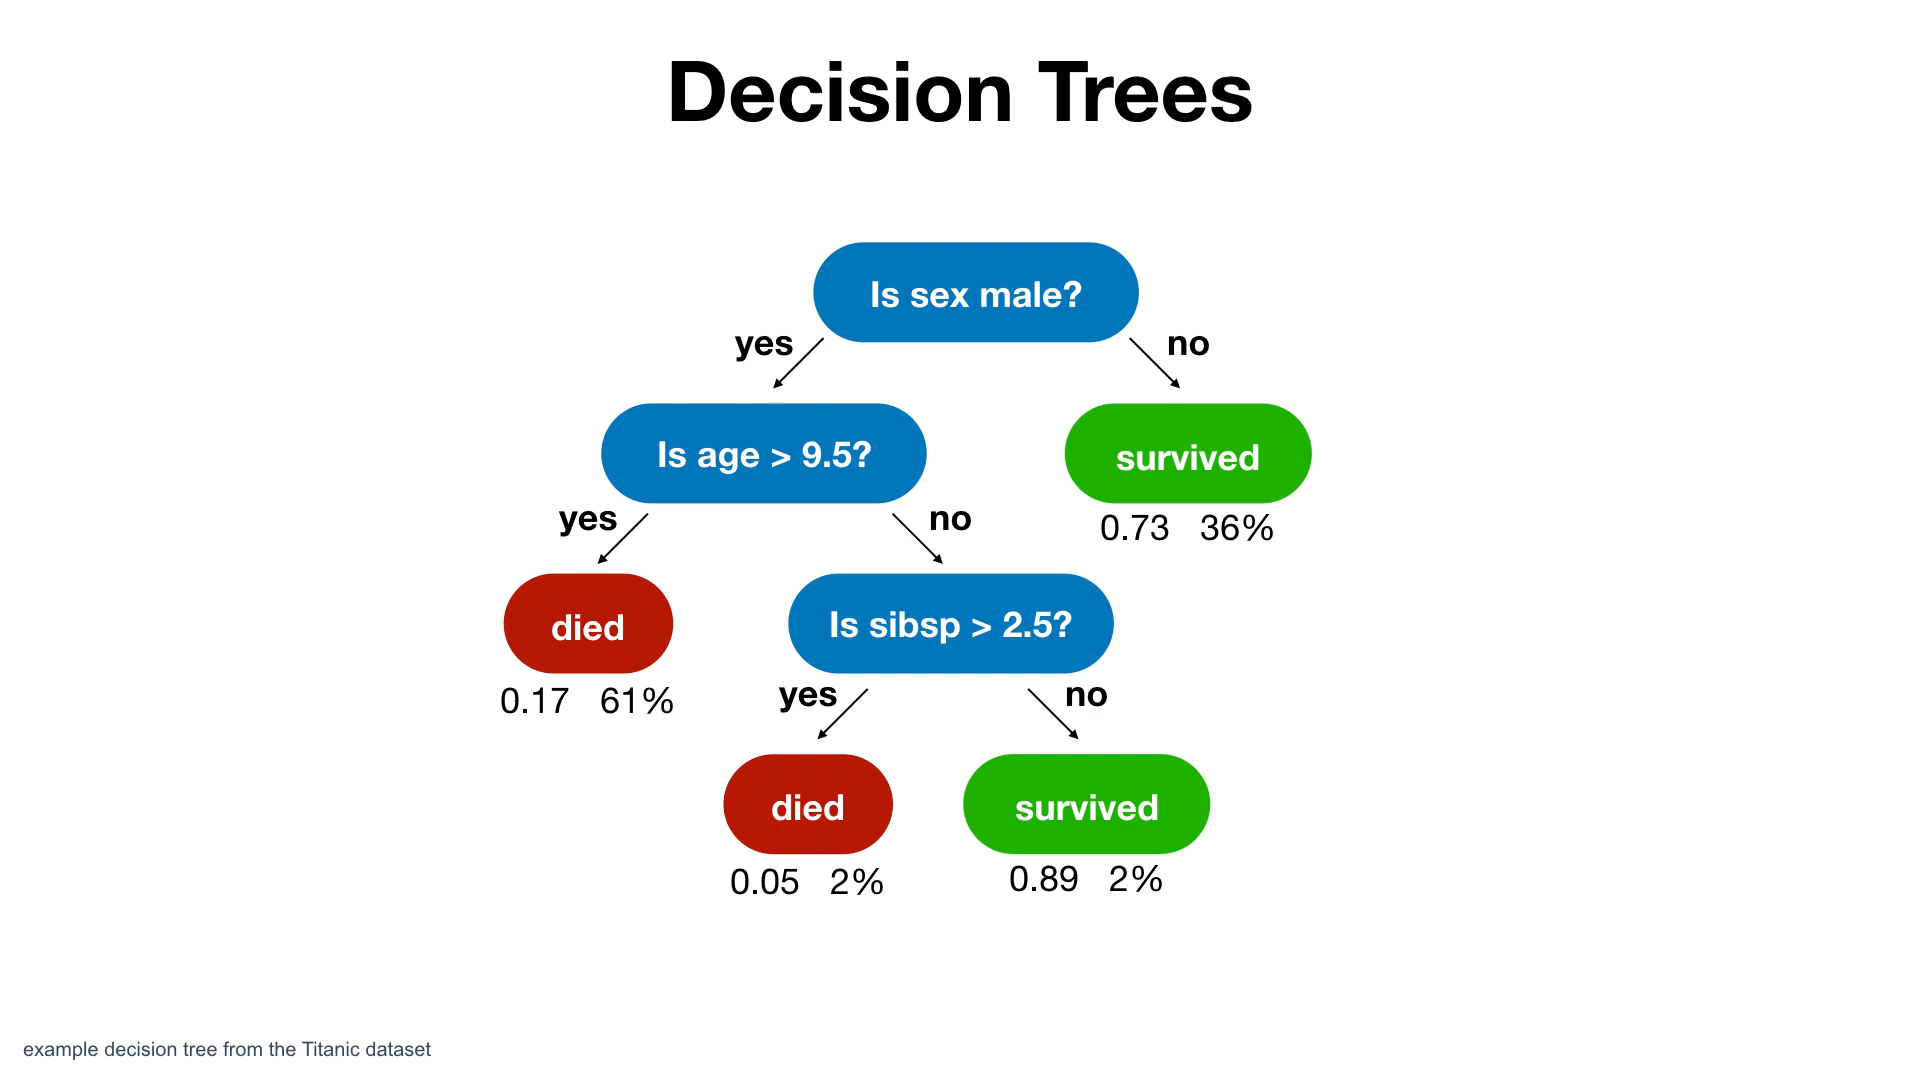 Decision Trees
Is sex male?
yes
no
Is age > 9.5?
survived
yes
no
0.73 36%
died
Is sibsp > 2.5?
0.17 61%
yes
no
died
survived
0.05 2%
0.89 2%
example decision tree from the Titanic dataset